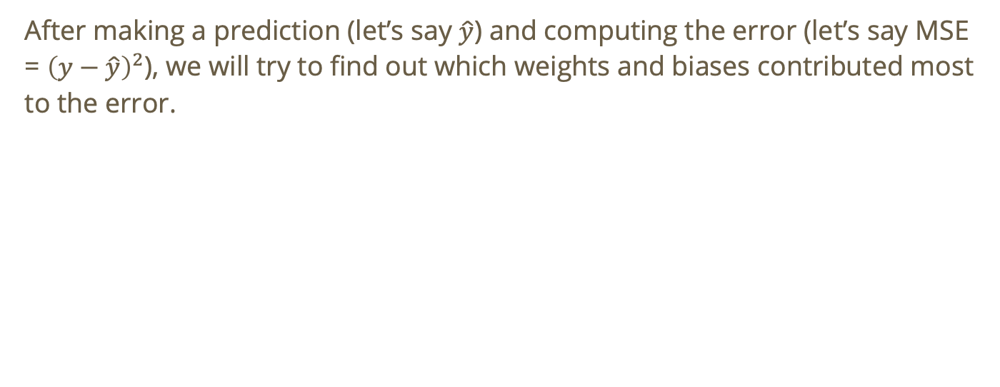 After making a prediction (let’s say ŷ) and computing the error (let’s say MSE
= (y – ŷ)²), we will try to find out which weights and biases contributed most
to the error.